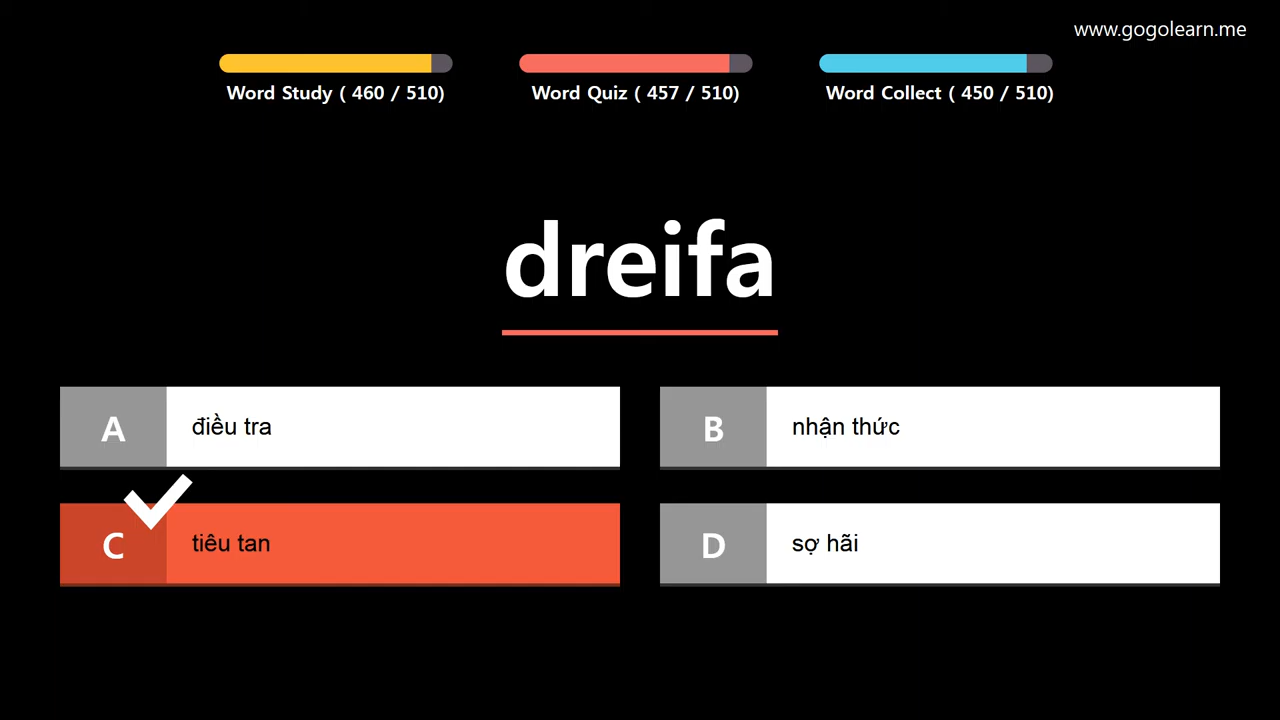 www.gogolearn.me
Word Study ( 460 / 510)
Word Quiz ( 457 / 510)
Word Collect ( 450 / 510)
dreifa
A
điều tra
B
nhận thức
C
tiêu tan
D
sợ hãi